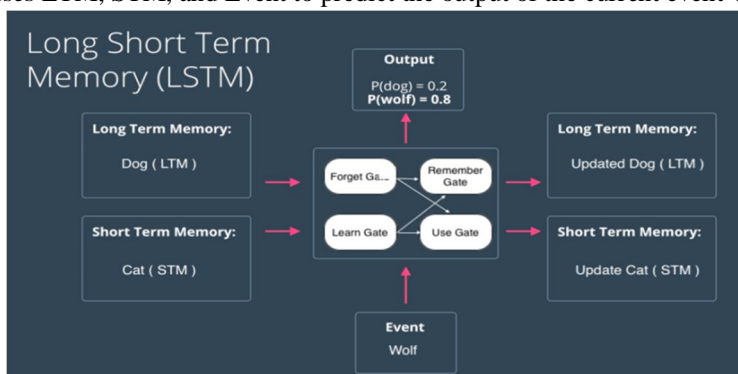 Long Short Term
Memory (LSTM)
Output
P(dog) = 0.2
P(wolf) = 0.8
Long Term Memory:
Dog ( LTM )
Short Term Memory:
Cat ( STM )
Forget Ga...
Remember
Gate
Learn Gate
Use Gate
Long Term Memory:
Updated Dog (LTM )
Short Term Memory:
Update Cat ( STM )
Event
Wolf